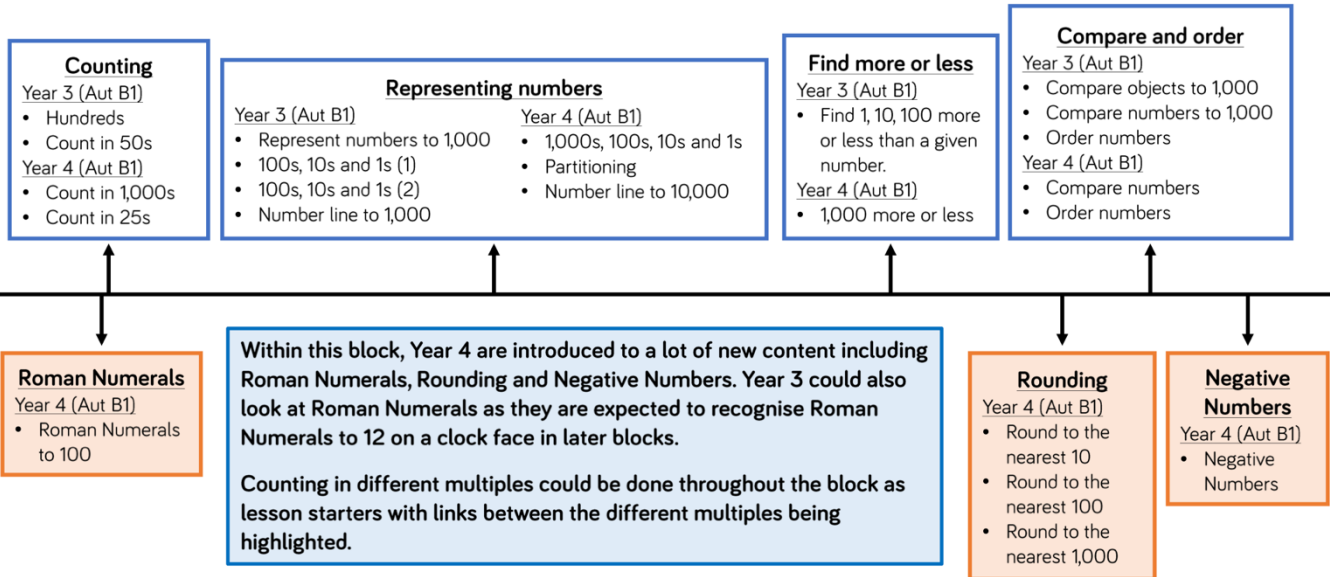 Counting
Year 3 (Aut B1)
• Hundreds
• Count in 50s
Year 4 (Aut B1)
• Count in 1,000s
• Count in 25s
Representing numbers
Year 3 (Aut B1)
• Represent numbers to 1,000
• 100s, 10s and 1s (1)
• 100s, 10s and 1s (2)
• Number line to 1,000
Year 4 (Aut B1)
• 1,000s, 100s, 10s and 1s
• Partitioning
• Number line to 10,000
Find more or less
Year 3 (Aut B1)
• Find 1, 10, 100 more
or less than a given
number.
Year 4 (Aut B1)
• 1,000 more or less
Compare and order
Year 3 (Aut B1)
• Compare objects to 1,000
• Compare numbers to 1,000
• Order numbers
Year 4 (Aut B1)
• Compare numbers
• Order numbers
Roman Numerals
Year 4 (Aut B1)
• Roman Numerals
to 100
Within this block, Year 4 are introduced to a lot of new content including
Roman Numerals, Rounding and Negative Numbers. Year 3 could also
look at Roman Numerals as they are expected to recognise Roman
Numerals to 12 on a clock face in later blocks.
Counting in different multiples could be done throughout the block as
lesson starters with links between the different multiples being
highlighted.
Rounding
Year 4 (Aut B1)
• Round to the
nearest 10
• Round to the
nearest 100
• Round to the
nearest 1,000
Negative
Numbers
Year 4 (Aut B1)
• Negative
Numbers